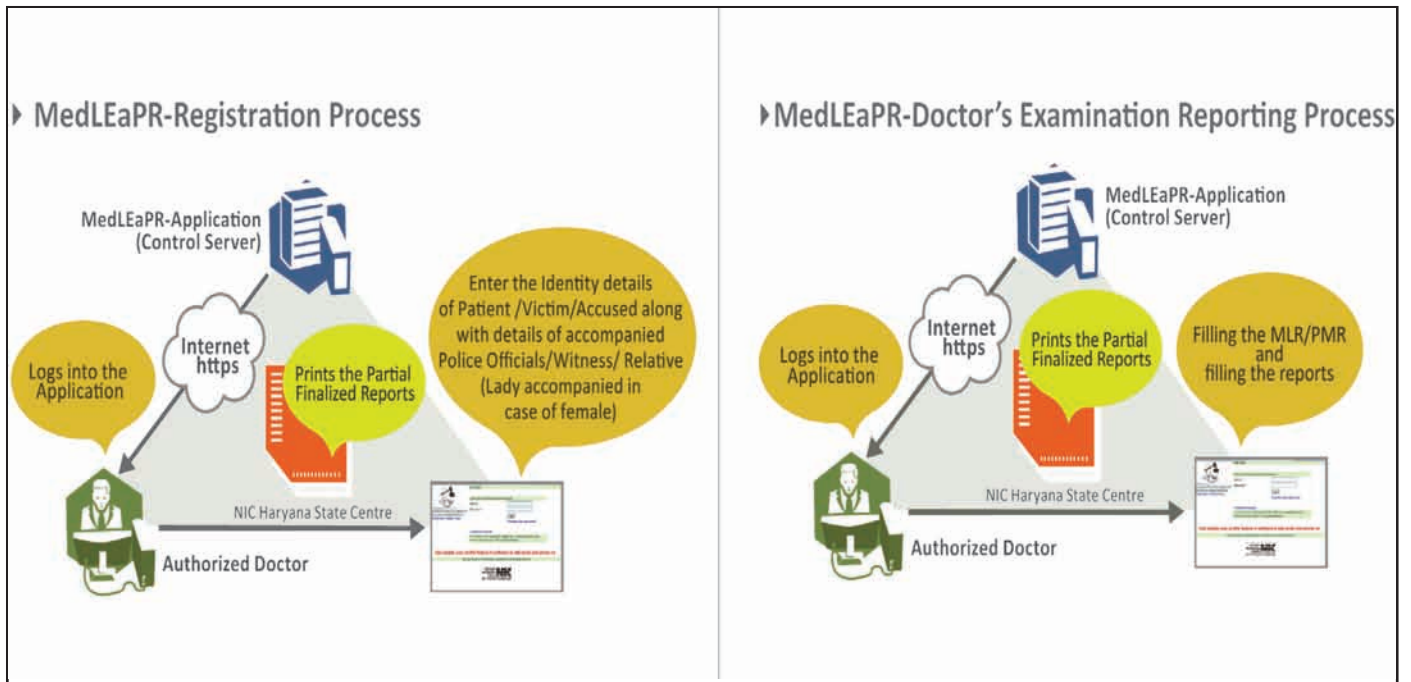 MedLEaPR-Registration Process
MedLEaPR-Application
(Control Server)
Enter the Identity details
of Patient /Victim/Accused along
with details of accompanied
Police Officials/Witness/ Relative
(Lady accompanied in
case of female)
Internet
https
Logs into the
Application
Prints the Partial
Finalized Reports
NIC Haryana State Centre
Authorized Doctor
NIC
MedLEaPR-Doctor's Examination Reporting Process
MedLEaPR-Application
(Control Server)
Internet
https
Logs into the
Application
Prints the Partial
Finalized Reports
Filling the MLR/PMR
and
filling the reports
NIC Haryana State Centre
Authorized Doctor
NIC